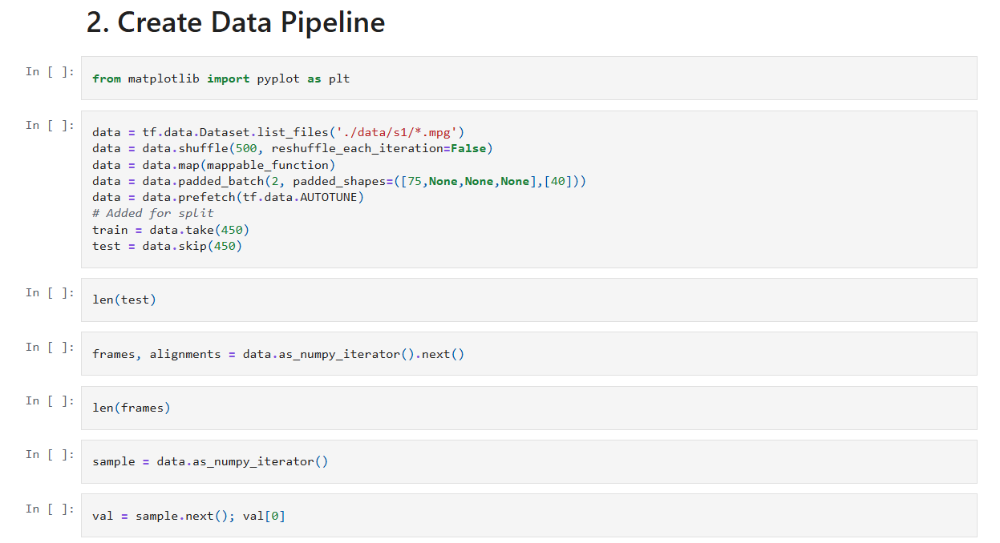 2. Create Data Pipeline
In [ ]:
from matplotlib import pyplot as plt
In [ ]:
data = tf.data.Dataset.list_files('./data/s1/*.mpg')
data = data.shuffle(500, reshuffle_each_iteration=False)
data = data.map(mappable_function)
data = data.padded_batch(2, padded_shapes=([75,None,None,None],[40]))
data = data.prefetch(tf.data.AUTOTUNE)
# Added for split
train = data.take(450)
test = data.skip(450)
In [ ]:
len(test)
In [ ]:
frames, alignments = data.as_numpy_iterator().next()
In [ ]:
len(frames)
In [ ]:
sample = data.as_numpy_iterator()
In [ ]:
val = sample.next(); val[0]